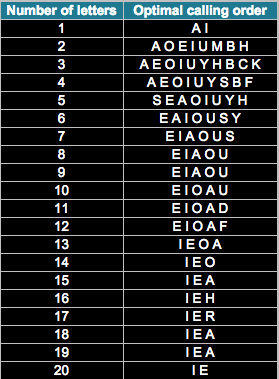 Number of letters Optimal calling order
1 A I
2 A O E I U M B H
3 A E O I U Y H B C K
4 A E O I U Y S B F
5 S E A O I U Y H
6 E A I O U S Y
7 E I A O U S
8 E I A O U
9 E I A O U
10 E I O A U
11 E I O A D
12 E I O A F
13 I E O A
14 I E O
15 I E A
16 I E H
17 I E R
18 I E A
19 I E A
20 I E